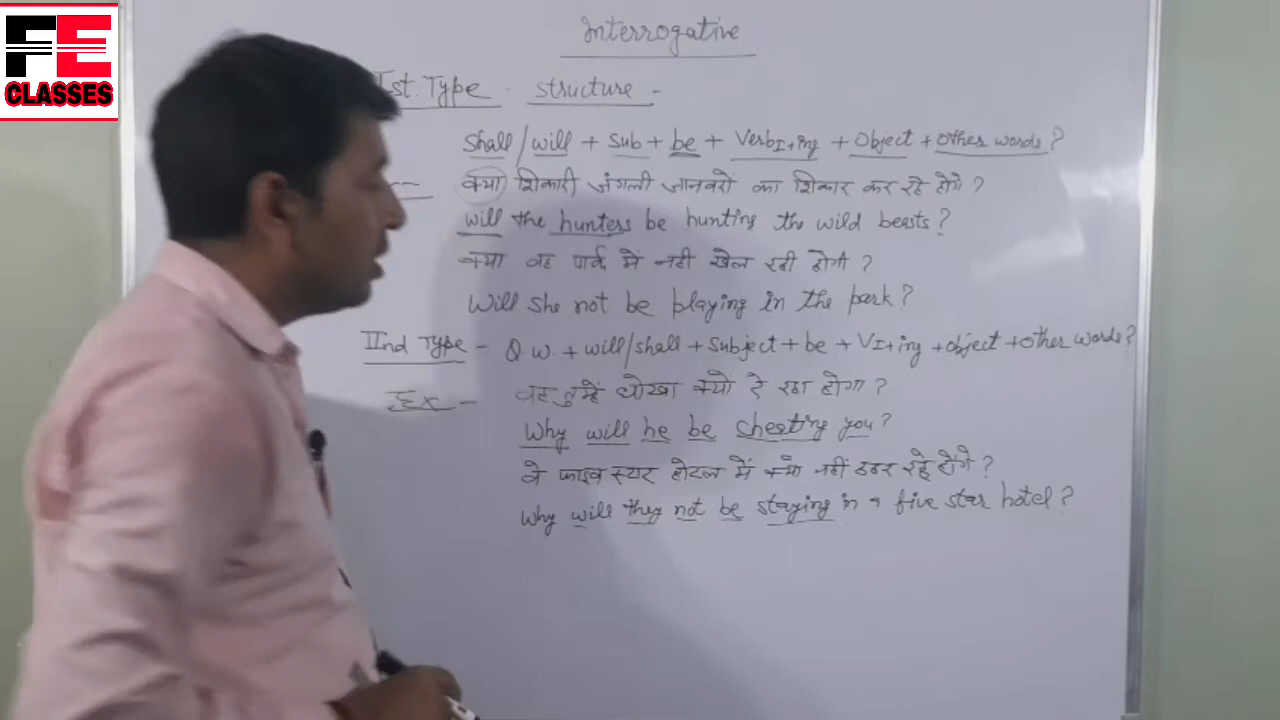 FE
CLASSES
Interrogative
Ist Type - structure -
Shall/will + Sub + be + VerbI+ing + Object + Other words?
क्या शिकारी जंगली जानवरों का शिकार कर रहे होंगे ?
Will the hunters be hunting the wild beasts?
क्या वह पार्क में नहीं खेल रही होगी ?
Will she not be playing in the park?
IInd Type - Q.W. + will/shall + Subject + be + VI+ing + object + Other words?
Ex - वह तुम्हें धोखा क्यों दे रहा होगा ?
Why will he be cheating you?
वे फाइव स्टार होटल में क्यों नहीं ठहर रहे होंगे ?
Why will they not be staying in a five star hotel?